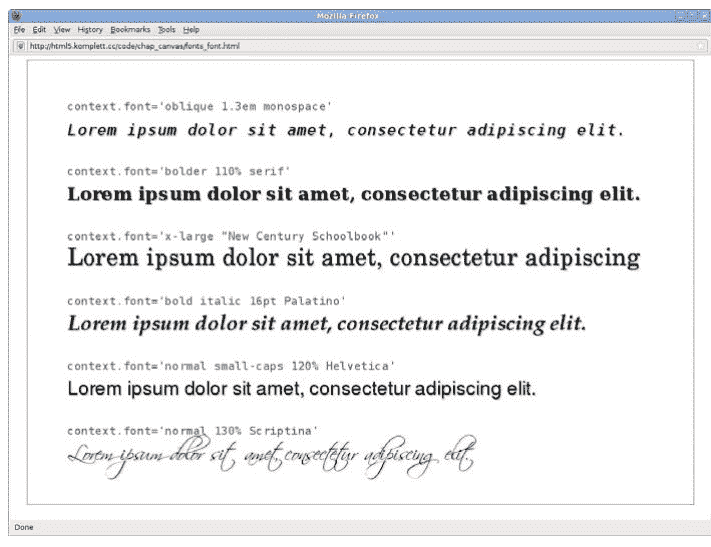 Mozilla Firefox
File Edit View History Bookmarks Tools Help
http://html5.komplett.cc/code/chap_canvas/fonts_font.html
context.font='oblique 1.3em monospace'
Lorem ipsum dolor sit amet, consectetur adipiscing elit.
context.font='bolder 110% serif'
Lorem ipsum dolor sit amet, consectetur adipiscing elit.
context.font='x-large "New Century Schoolbook"'
Lorem ipsum dolor sit amet, consectetur adipiscing
context.font='bold italic 16pt Palatino'
Lorem ipsum dolor sit amet, consectetur adipiscing elit.
context.font='normal small-caps 120% Helvetica'
Lorem ipsum dolor sit amet, consectetur adipiscing elit.
context.font='normal 130% Scriptina'
Lorem ipsum dolor sit amet, consectetur adipiscing elit.
Done